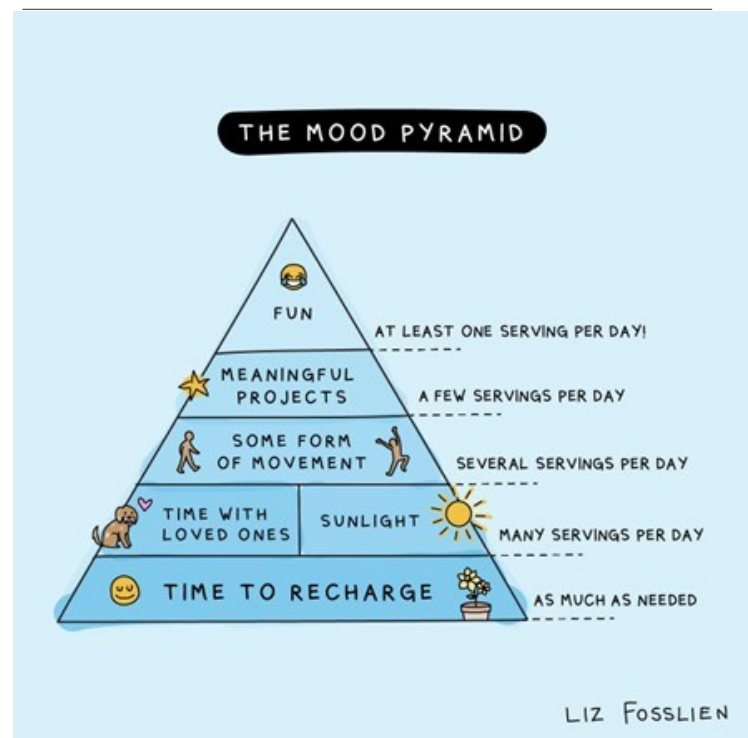 THE MOOD PYRAMID
FUN
AT LEAST ONE SERVING PER DAY!
MEANINGFUL
PROJECTS
A FEW SERVINGS PER DAY
SOME FORM
OF MOVEMENT
SEVERAL SERVINGS PER DAY
TIME WITH
LOVED ONES
SUNLIGHT
MANY SERVINGS PER DAY
TIME TO RECHARGE
AS MUCH AS NEEDED
LIZ FOSSLIEN